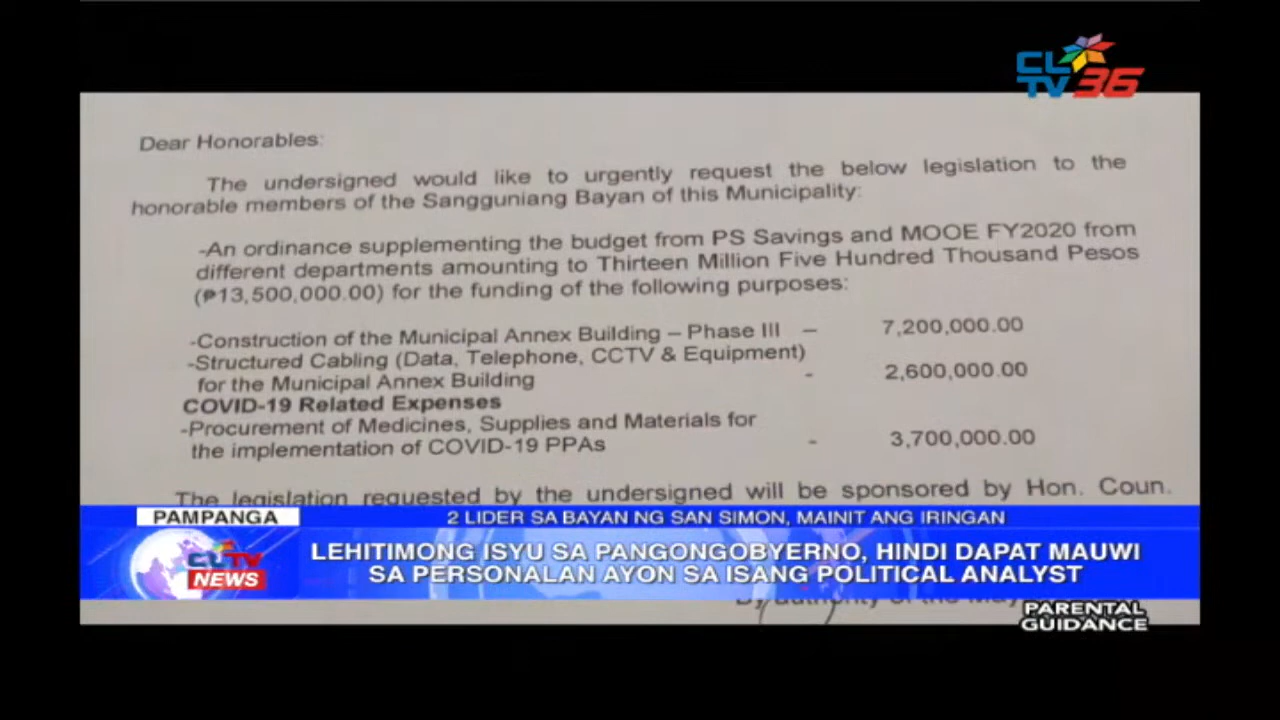 CL
TV36
Dear Honorables:
The undersigned would like to urgently request the below legislation to the
honorable members of the Sangguniang Bayan of this Municipality:
-An ordinance supplementing the budget from PS Savings and MOOE FY2020 from
different departments amounting to Thirteen Million Five Hundred Thousand Pesos
(₱13,500,000.00) for the funding of the following purposes:
-Construction of the Municipal Annex Building – Phase III – 7,200,000.00
-Structured Cabling (Data, Telephone, CCTV & Equipment)
for the Municipal Annex Building - 2,600,000.00
COVID-19 Related Expenses
-Procurement of Medicines, Supplies and Materials for
the implementation of COVID-19 PPAs - 3,700,000.00
The legislation requested by the undersigned will be sponsored by Hon. Coun.
PAMPANGA
2 LIDER SA BAYAN NG SAN SIMON, MAINIT ANG IRINGAN
CLTV
NEWS
LEHITIMONG ISYU SA PANGONGOBYERNO, HINDI DAPAT MAUWI
SA PERSONALAN AYON SA ISANG POLITICAL ANALYST
PARENTAL
GUIDANCE